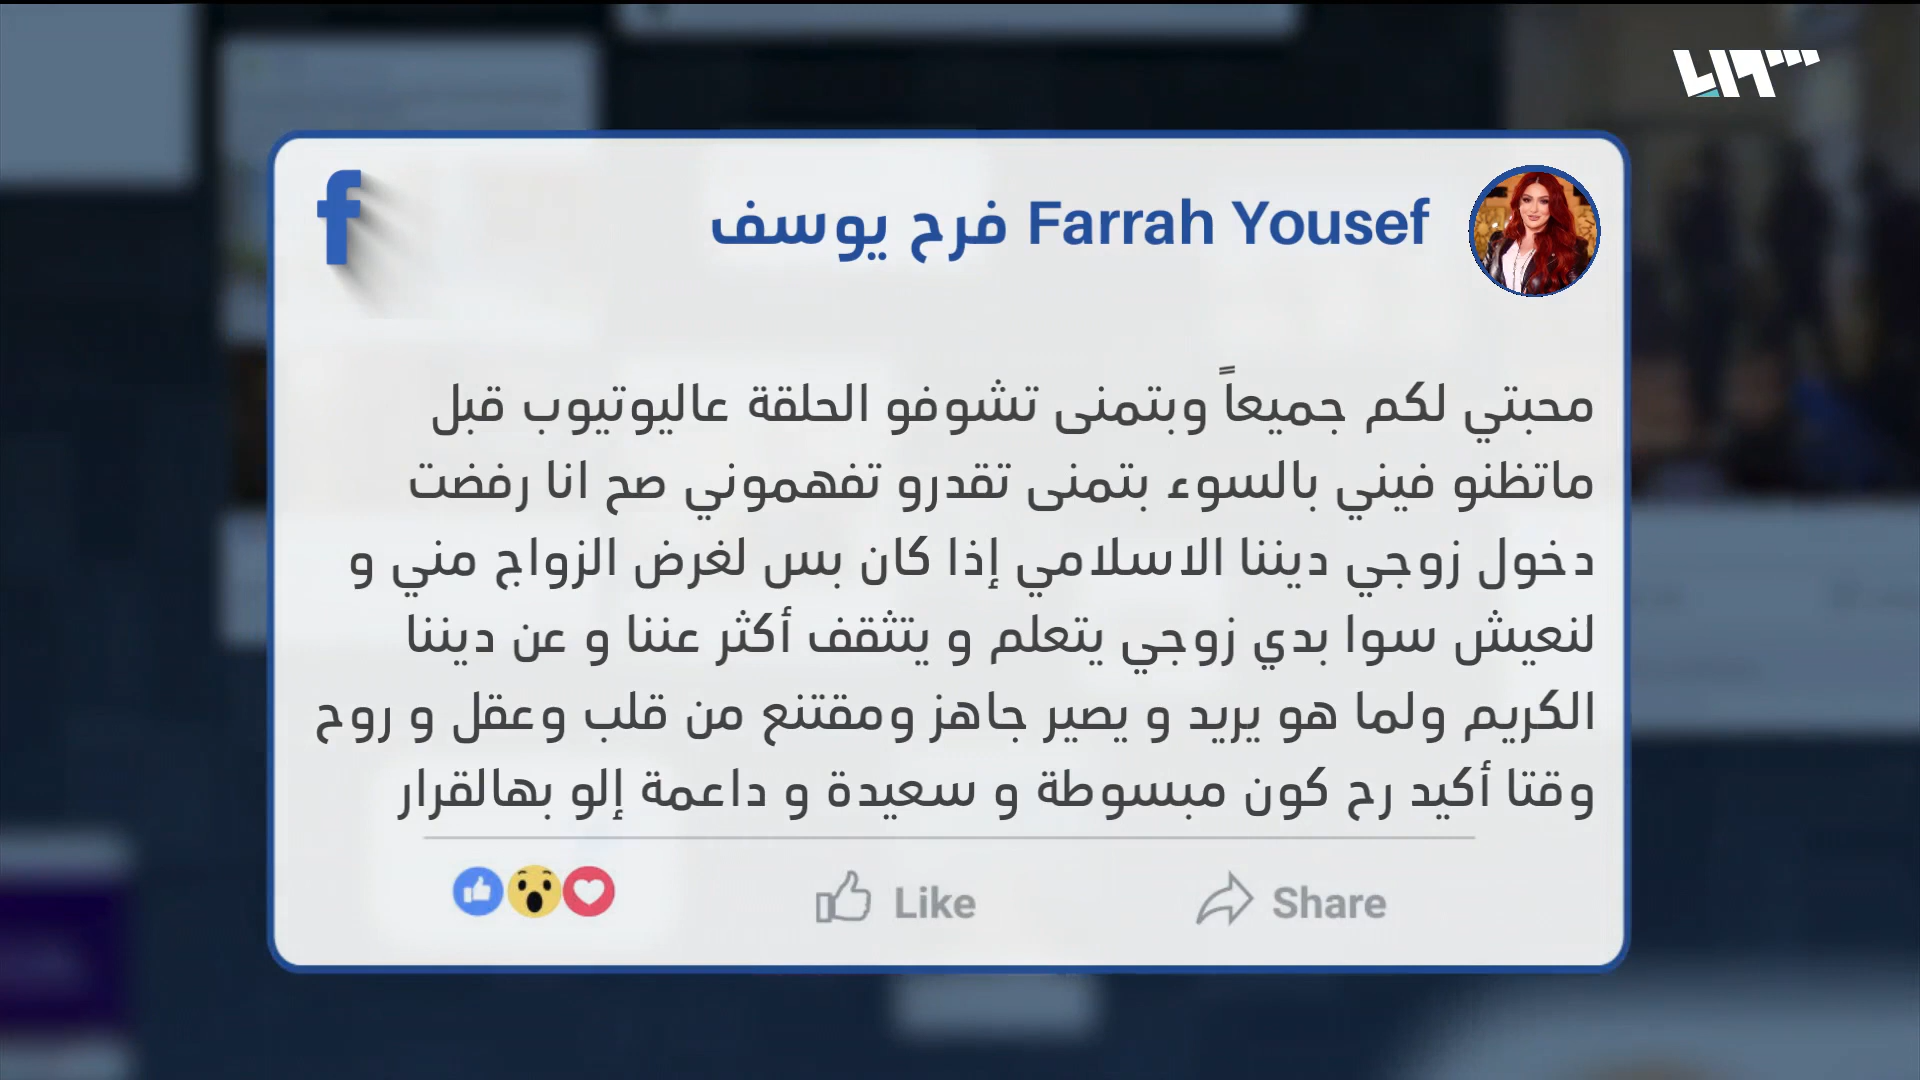 فرح يوسف Farrah Yousef
محبتي لكم جميعاً وبتمنى تشوفو الحلقة عاليوتيوب قبل
ماتظنو فيني بالسوء بتمنى تقدرو تفهموني صح انا رفضت
دخول زوجي ديننا الاسلامي إذا كان بس لغرض الزواج مني و
لنعيش سوا بدي زوجي يتعلم و يتثقف أكثر عننا و عن ديننا
الكريم ولما هو يريد و يصير جاهز ومقتنع من قلب وعقل و روح
وقتا أكيد رح كون مبسوطة و سعيدة و داعمة إلو بهالقرار
Like Share